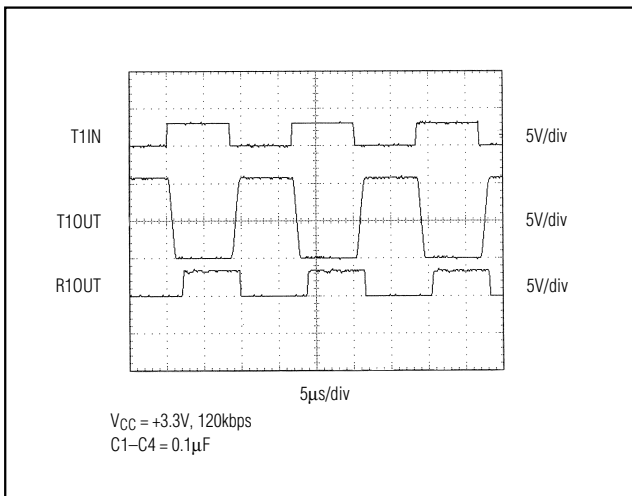 T1IN
5V/div
T1OUT
5V/div
R1OUT
5V/div
5μs/div
VCC = +3.3V, 120kbps
C1–C4 = 0.1μF